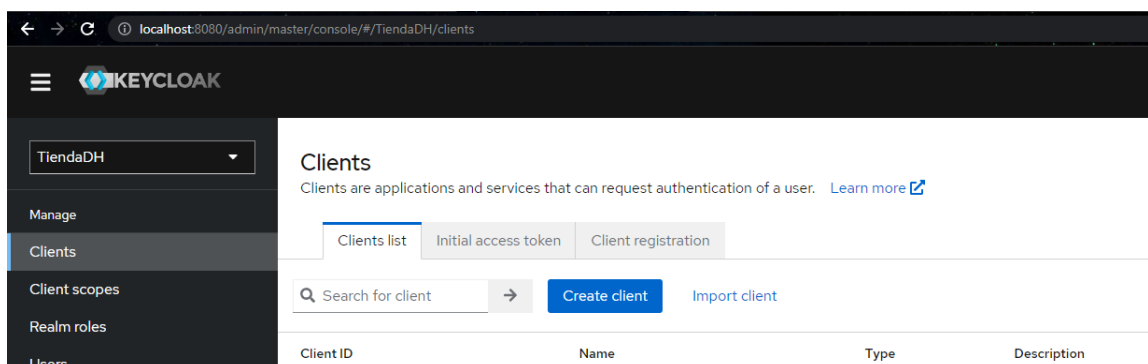 localhost:8080/admin/master/console/#/TiendaDH/clients
KEYCLOAK
TiendaDH
Manage
Clients
Client scopes
Realm roles
Users
Clients
Clients are applications and services that can request authentication of a user. Learn more
Clients list Initial access token Client registration
Search for client Create client Import client
Client ID Name Type Description